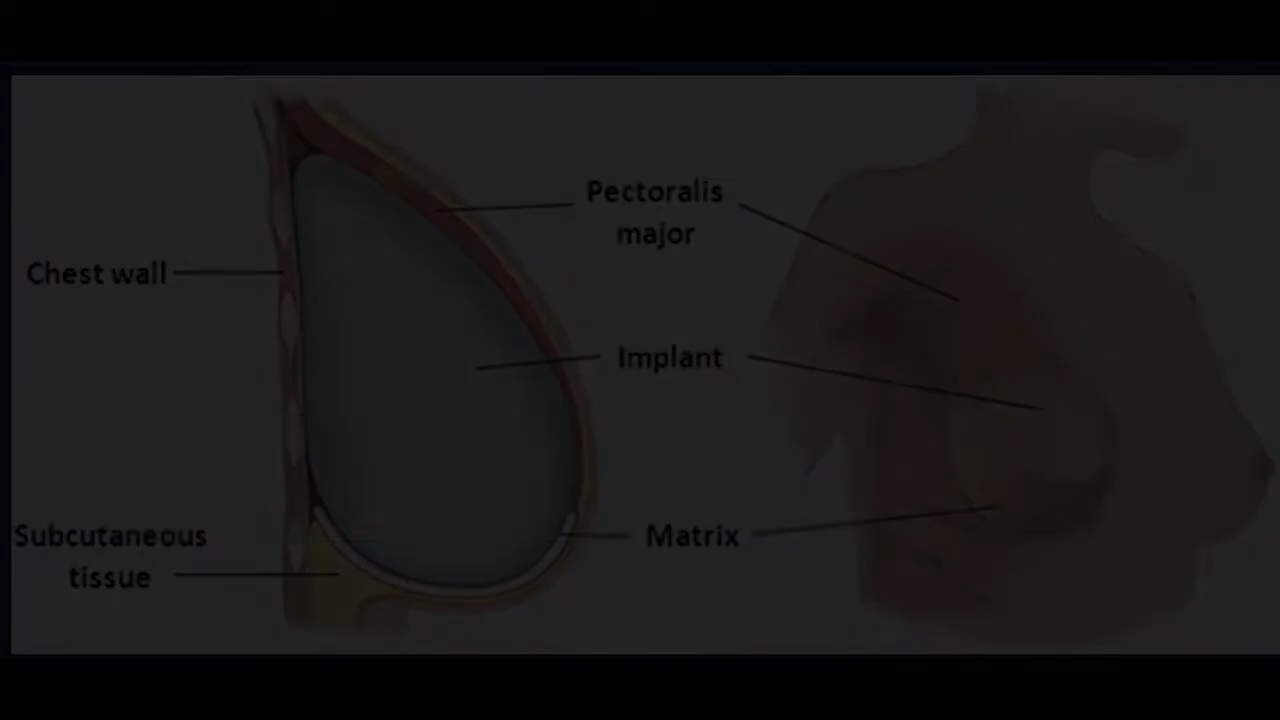 Pectoralis
major
Chest wall
Implant
Subcutaneous
tissue
Matrix